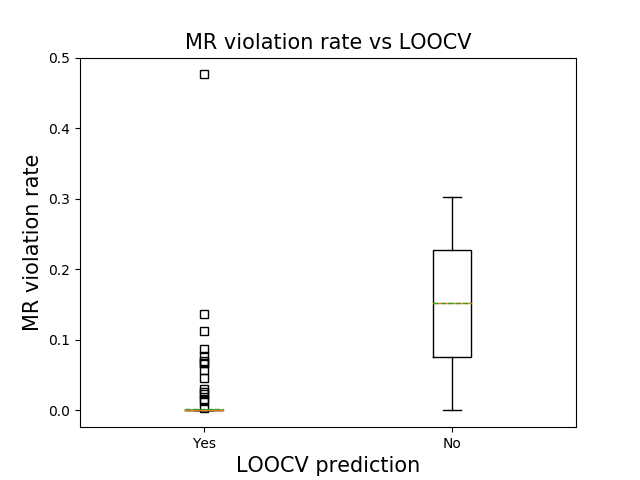 MR violation rate vs LOOCV
MR violation rate
0.5
0.4
0.3
0.2
0.1
0.0
Yes
No
LOOCV prediction